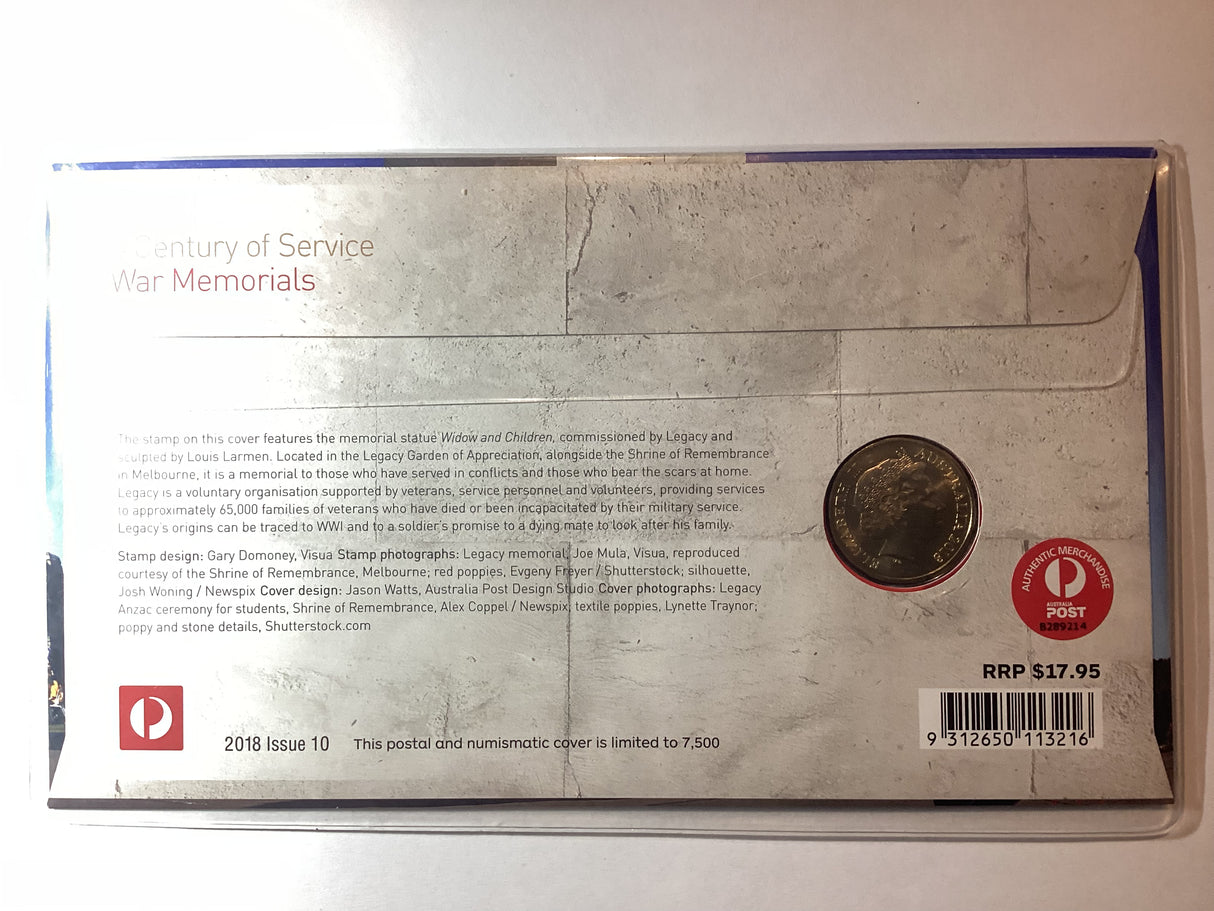 Century of Service
War Memorials
The stamp on this cover features the memorial statue Widow and Children, commissioned by Legacy and
sculpted by Louis Larmen. Located in the Legacy Garden of Appreciation, alongside the Shrine of Remembrance
in Melbourne, it is a memorial to those who have served in conflicts and those who bear the scars at home.
Legacy is a voluntary organisation supported by veterans, service personnel and volunteers, providing services
to approximately 65,000 families of veterans who have died or been incapacitated by their military service.
Legacy's origins can be traced to WWI and to a soldier's promise to a dying mate to look after his family.
Stamp design: Gary Domoney, Visua Stamp photographs: Legacy memorial, Joe Mula, Visua, reproduced
courtesy of the Shrine of Remembrance, Melbourne; red poppies, Evgeny Freyer / Shutterstock; silhouette,
Josh Woning / Newspix Cover design: Jason Watts, Australia Post Design Studio Cover photographs: Legacy
Anzac ceremony for students, Shrine of Remembrance, Alex Coppel / Newspix; textile poppies, Lynette Traynor;
poppy and stone details, Shutterstock.com
ELIZABETH II AUSTRALIA 2018
AUTHENTIC MERCHANDISE
AUSTRALIA
POST
B289214
RRP $17.95
9 312650 113216
2018 Issue 10 This postal and numismatic cover is limited to 7,500